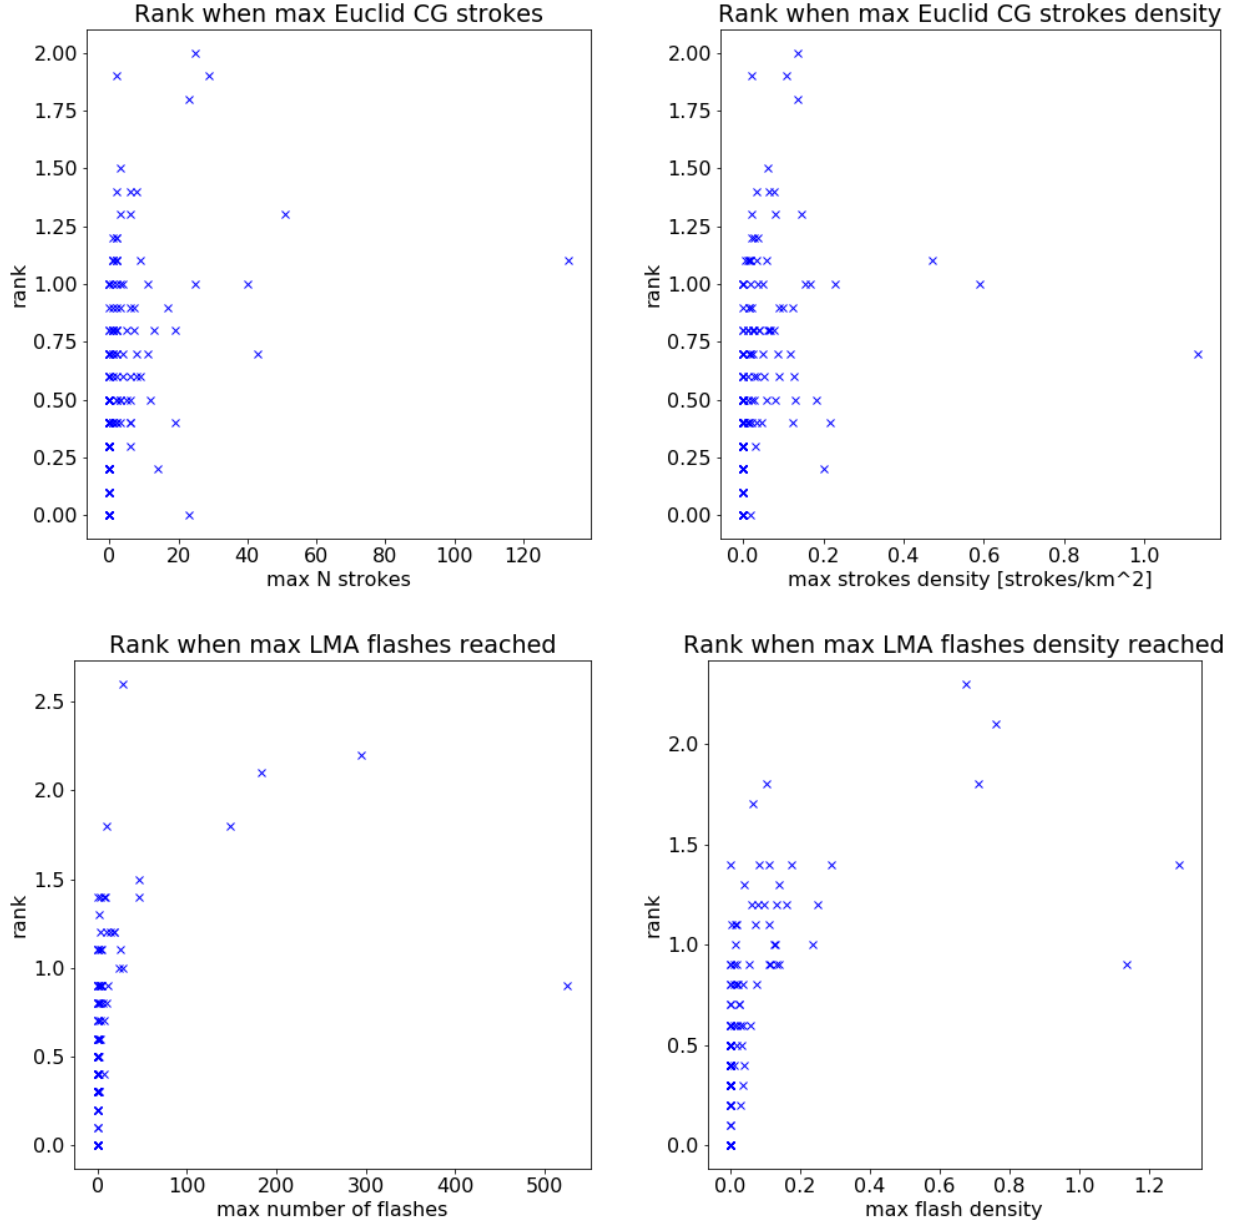 Rank when max Euclid CG strokes
2.00
1.75
1.50
1.25
1.00
0.75
0.50
0.25
0.00
rank
0 20 40 60 80 100 120
max N strokes
Rank when max Euclid CG strokes density
2.00
1.75
1.50
1.25
1.00
0.75
0.50
0.25
0.00
rank
0.0 0.2 0.4 0.6 0.8 1.0
max strokes density [strokes/km^2]
Rank when max LMA flashes reached
2.5
2.0
1.5
1.0
0.5
0.0
rank
0 100 200 300 400 500
max number of flashes
Rank when max LMA flashes density reached
2.0
1.5
1.0
0.5
0.0
rank
0.0 0.2 0.4 0.6 0.8 1.0 1.2
max flash density